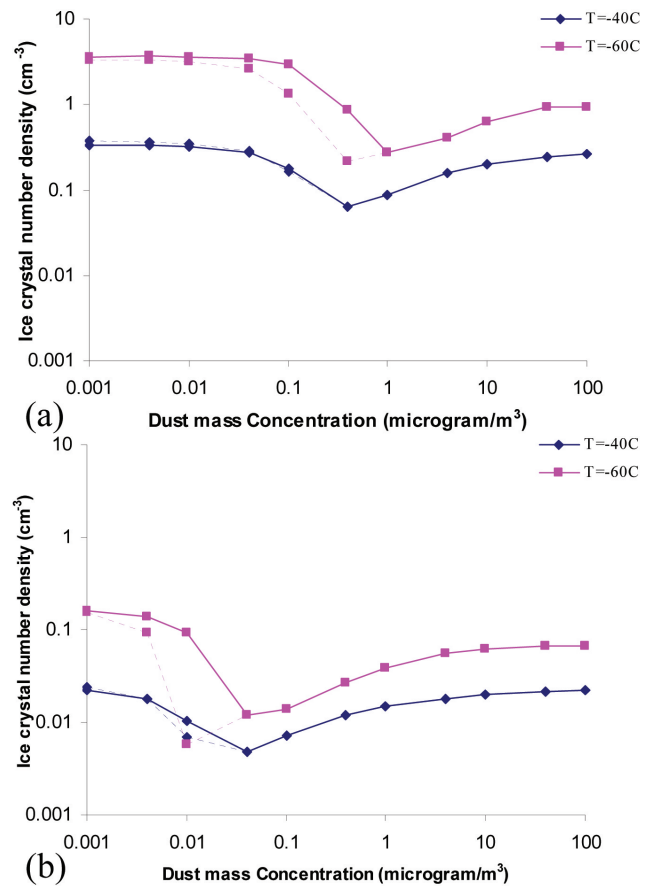 10
T=-40C
T=-60C
1
0.1
0.01
0.001
Ice crystal number density (cm-3)
0.001 0.01 0.1 1 10 100
Dust mass Concentration (microgram/m3)
(a)
10
T=-40C
T=-60C
1
0.1
0.01
0.001
Ice crystal number density (cm-3)
0.001 0.01 0.1 1 10 100
Dust mass Concentration (microgram/m3)
(b)